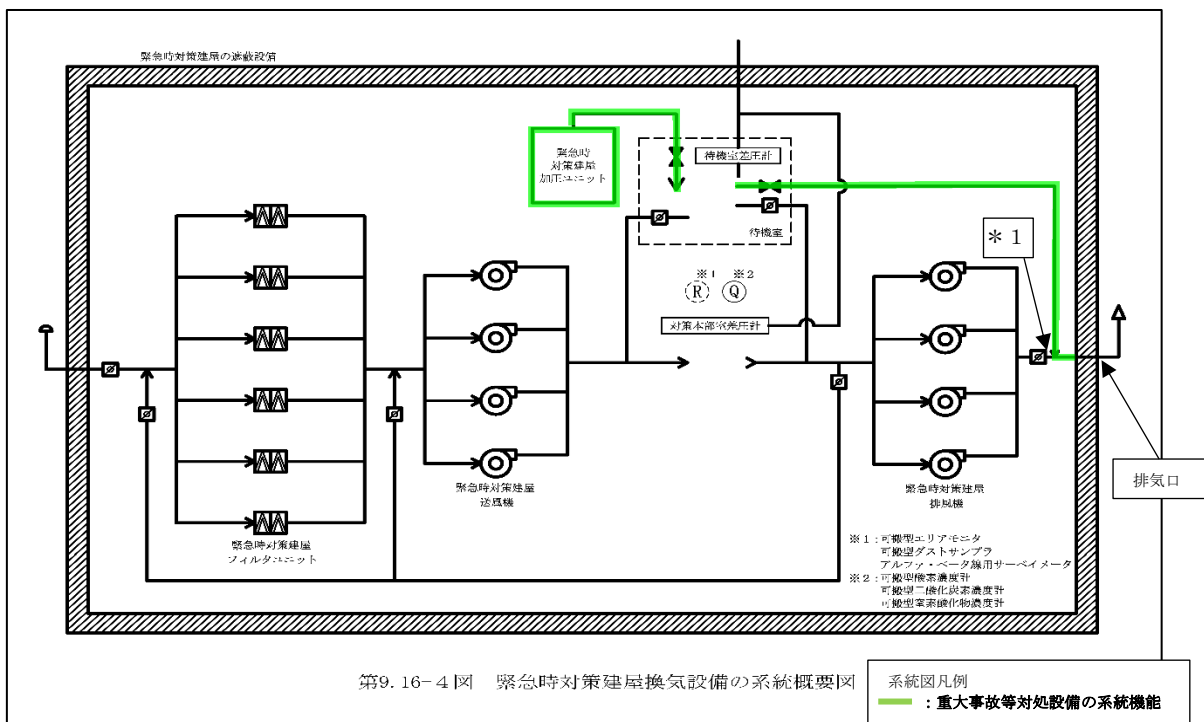 緊急時対策建屋の遮蔽設備
緊急時
対策建屋
加圧ユニット
待機室差圧計
待機室
*1
※1 ※2
R Q
対策本部室差圧計
緊急時対策建屋
送風機
緊急時対策建屋
排風機
排気口
緊急時対策建屋
フィルタユニット
※1:可搬型エリアモニタ
可搬型ダストサンプラ
アルファ・ベータ線用サーベイメータ
※2:可搬型酸素濃度計
可搬型二酸化炭素濃度計
可搬型窒素酸化物濃度計
第9.16-4図 緊急時対策建屋換気設備の系統概要図
系統図凡例
:重大事故等対処設備の系統機能